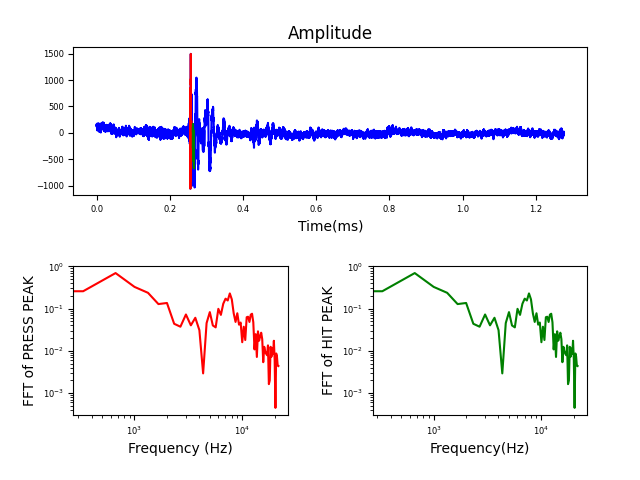 Amplitude
1500
1000
500
0
−500
−1000
0.0 0.2 0.4 0.6 0.8 1.0 1.2
Time(ms)
FFT of PRESS PEAK
10⁰
10⁻¹
10⁻²
10⁻³
10³ 10⁴
Frequency (Hz)
FFT of HIT PEAK
10⁰
10⁻¹
10⁻²
10⁻³
10³ 10⁴
Frequency(Hz)